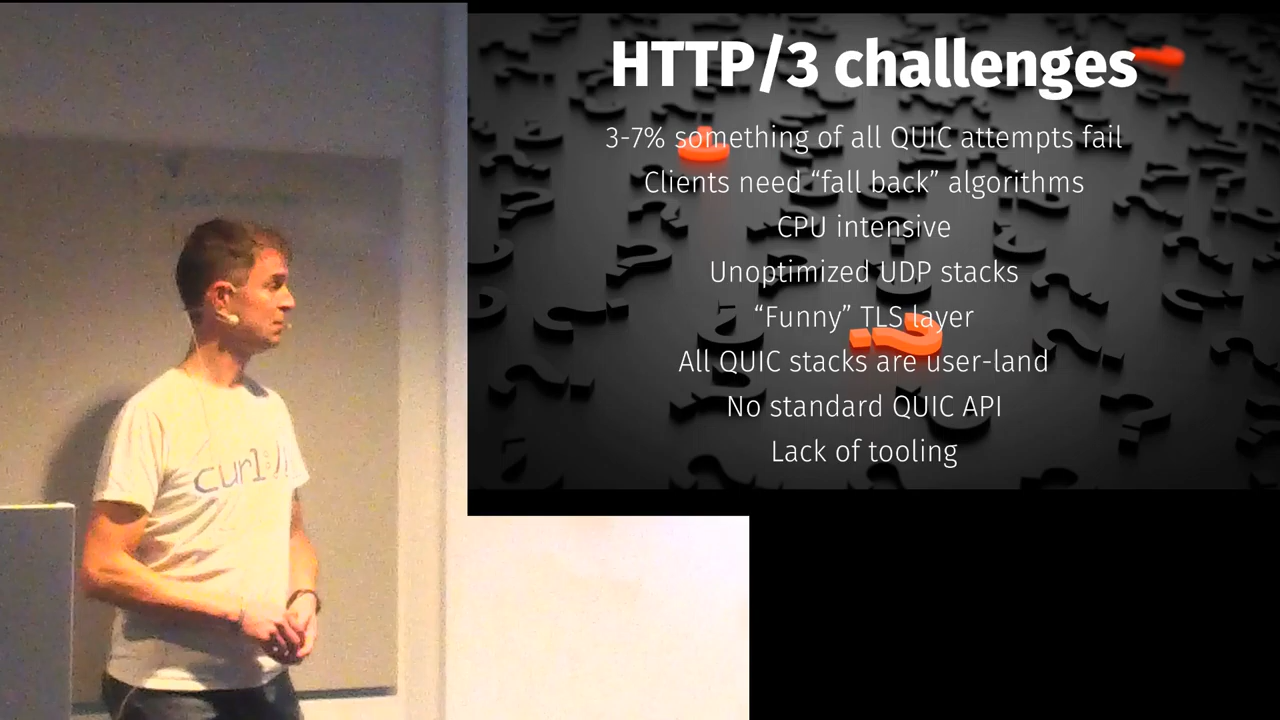 HTTP/3 challenges
3-7% something of all QUIC attempts fail
Clients need “fall back” algorithms
CPU intensive
Unoptimized UDP stacks
“Funny” TLS layer
All QUIC stacks are user-land
No standard QUIC API
Lack of tooling
curl://